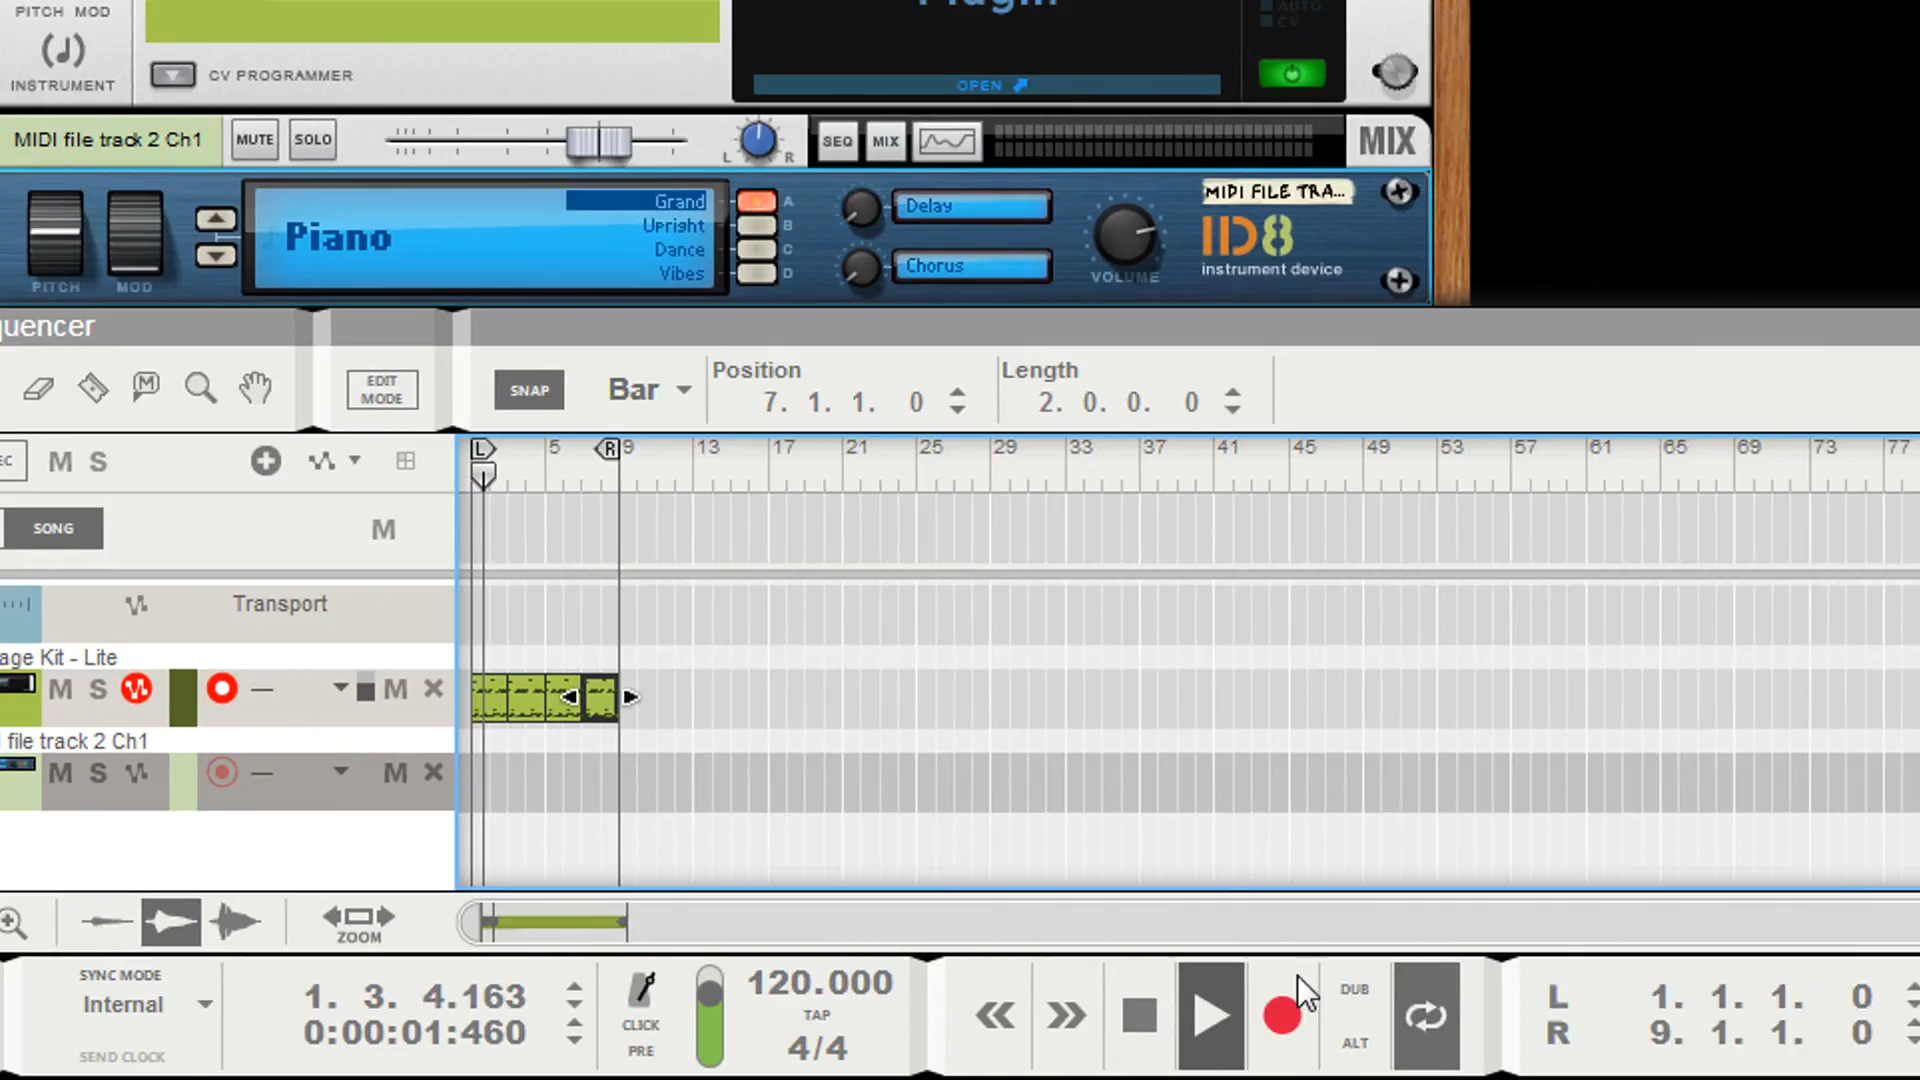 PITCH MOD
INSTRUMENT
CV PROGRAMMER
OPEN
AUTO
CV
MIDI file track 2 Ch1
MUTE
SOLO
L
R
SEQ
MIX
MIX
Piano
Grand
Upright
Dance
Vibes
A
B
C
D
Delay
Chorus
PITCH
MOD
VOLUME
MIDI FILE TRA...
ID8
instrument device
quencer
M
EDIT
MODE
SNAP
Bar
Position
7. 1. 1. 0
Length
2. 0. 0. 0
EC
M S
L 5 R 9 13 17 21 25 29 33 37 41 45 49 53 57 61 65 69 73 77
SONG
M
Transport
age Kit - Lite
M S
M
file track 2 Ch1
M S
M
ZOOM
SYNC MODE
Internal
SEND CLOCK
1. 3. 4.163
0:00:01:460
CLICK
PRE
120.000
TAP
4/4
DUB
ALT
L 1. 1. 1. 0
R 9. 1. 1. 0